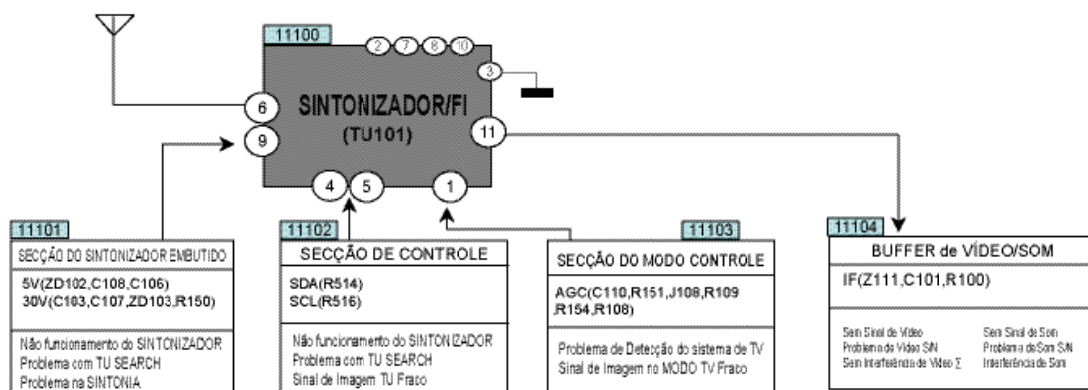 11100
2 7 8 10
3
SINTONIZADOR/FI
(TU101)
6
9
11
4 5 1
11101
SECÇÃO DO SINTONIZADOR EMBUTIDO
5V(ZD102,C108,C106)
30V(C103,C107,ZD103,R150)
Não funcionamento do SINTONIZADOR
Problema com TU SEARCH
Problema na SINTONIA
11102
SECÇÃO DE CONTROLE
SDA(R514)
SCL(R516)
Não funcionamento do SINTONIZADOR
Problema com TU SEARCH
Sinal de Imagem TU Fraco
11103
SECÇÃO DO MODO CONTROLE
AGC(C110,R151,J108,R109
,R154,R108)
Problema de Detecção do sistema de TV
Sinal de Imagem no MODO TV Fraco
11104
BUFFER de VÍDEO/SOM
IF(Z111,C101,R100)
Sem Sinal de Vídeo
Problema de Vídeo S/N
Sem Interferência de Vídeo Σ
Sem Sinal de Som
Problema de Som S/N
Interferência de Som